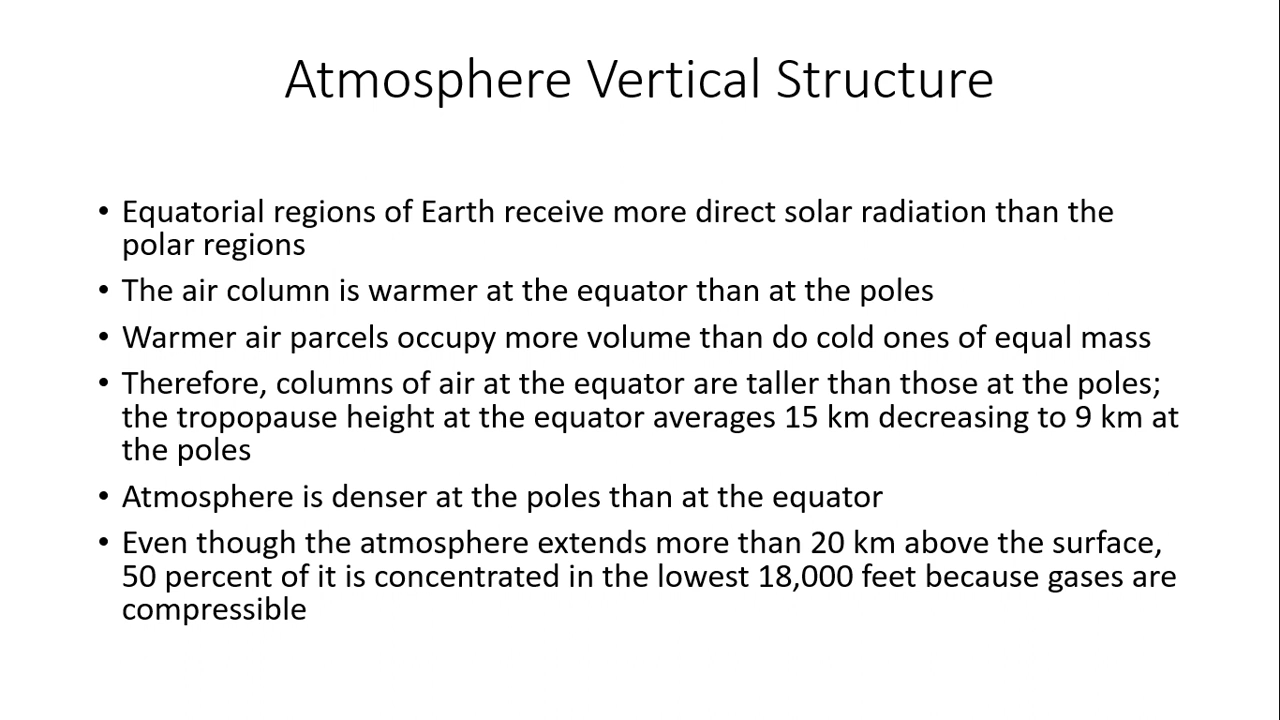 Atmosphere Vertical Structure
• Equatorial regions of Earth receive more direct solar radiation than the
polar regions
• The air column is warmer at the equator than at the poles
• Warmer air parcels occupy more volume than do cold ones of equal mass
• Therefore, columns of air at the equator are taller than those at the poles;
the tropopause height at the equator averages 15 km decreasing to 9 km at
the poles
• Atmosphere is denser at the poles than at the equator
• Even though the atmosphere extends more than 20 km above the surface,
50 percent of it is concentrated in the lowest 18,000 feet because gases are
compressible